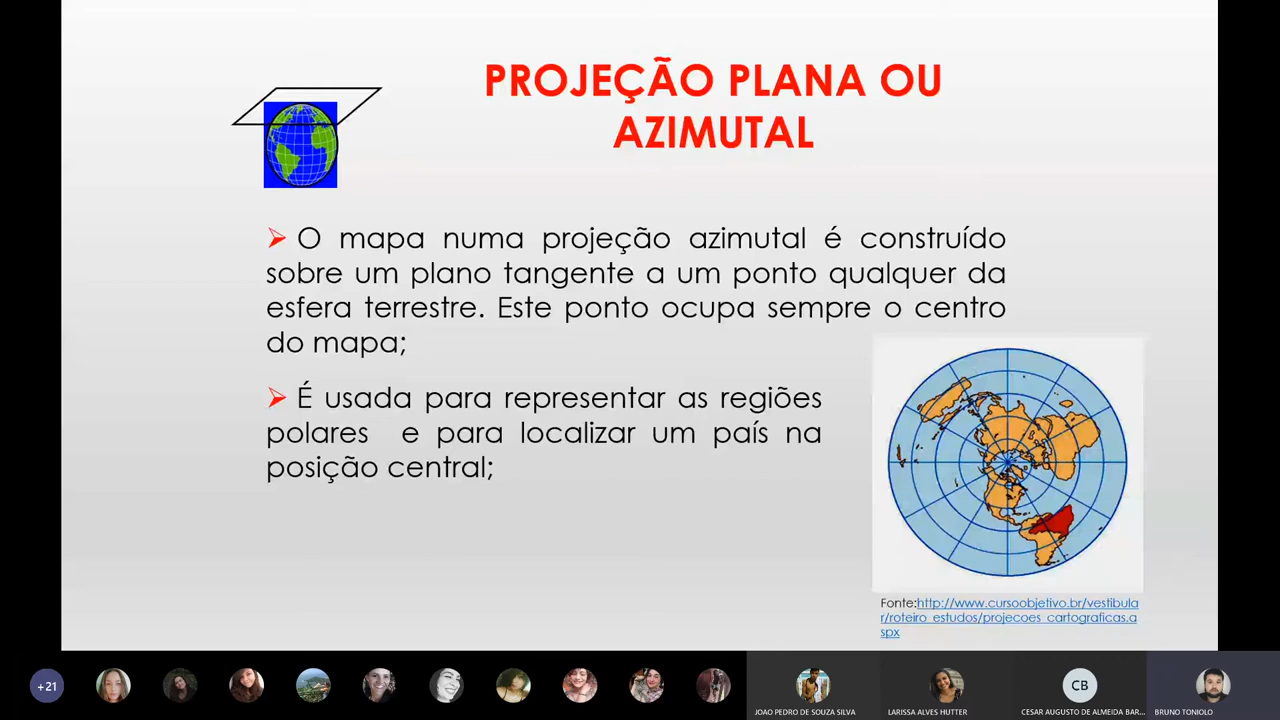 PROJEÇÃO PLANA OU
AZIMUTAL
O mapa numa projeção azimutal é construído
sobre um plano tangente a um ponto qualquer da
esfera terrestre. Este ponto ocupa sempre o centro
do mapa;
É usada para representar as regiões
polares e para localizar um país na
posição central;
Fonte:http://www.cursoobjetivo.br/vestibula
r/roteiro_estudos/projecoes_cartograficas.a
spx
+21
CB
JOAO PEDRO DE SOUZA SILVA
LARISSA ALVES HUTTER
CESAR AUGUSTO DE ALMEIDA BAR...
BRUNO TONIOLO